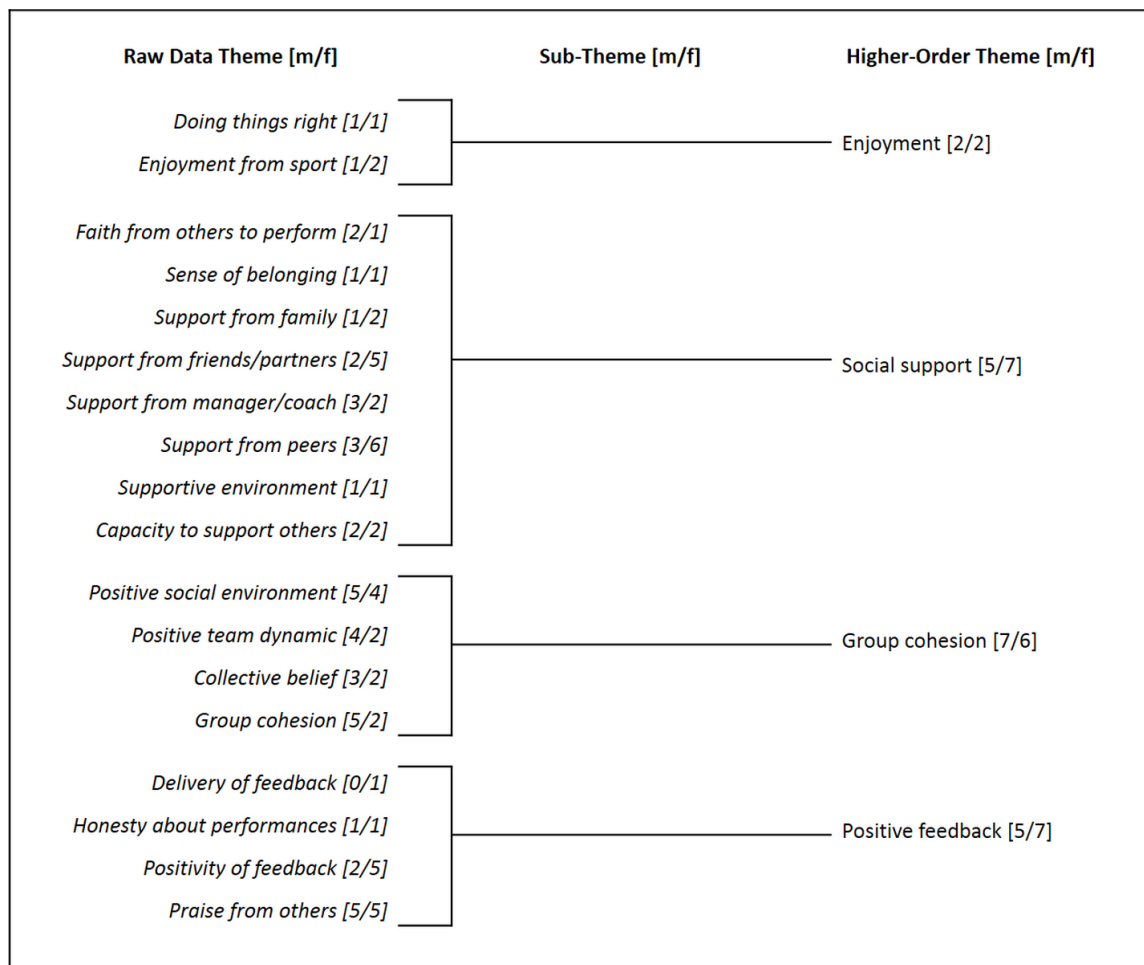 Raw Data Theme [m/f] Sub-Theme [m/f] Higher-Order Theme [m/f]
Doing things right [1/1]
Enjoyment from sport [1/2]
Enjoyment [2/2]
Faith from others to perform [2/1]
Sense of belonging [1/1]
Support from family [1/2]
Support from friends/partners [2/5]
Support from manager/coach [3/2]
Support from peers [3/6]
Supportive environment [1/1]
Capacity to support others [2/2]
Social support [5/7]
Positive social environment [5/4]
Positive team dynamic [4/2]
Collective belief [3/2]
Group cohesion [5/2]
Group cohesion [7/6]
Delivery of feedback [0/1]
Honesty about performances [1/1]
Positivity of feedback [2/5]
Praise from others [5/5]
Positive feedback [5/7]